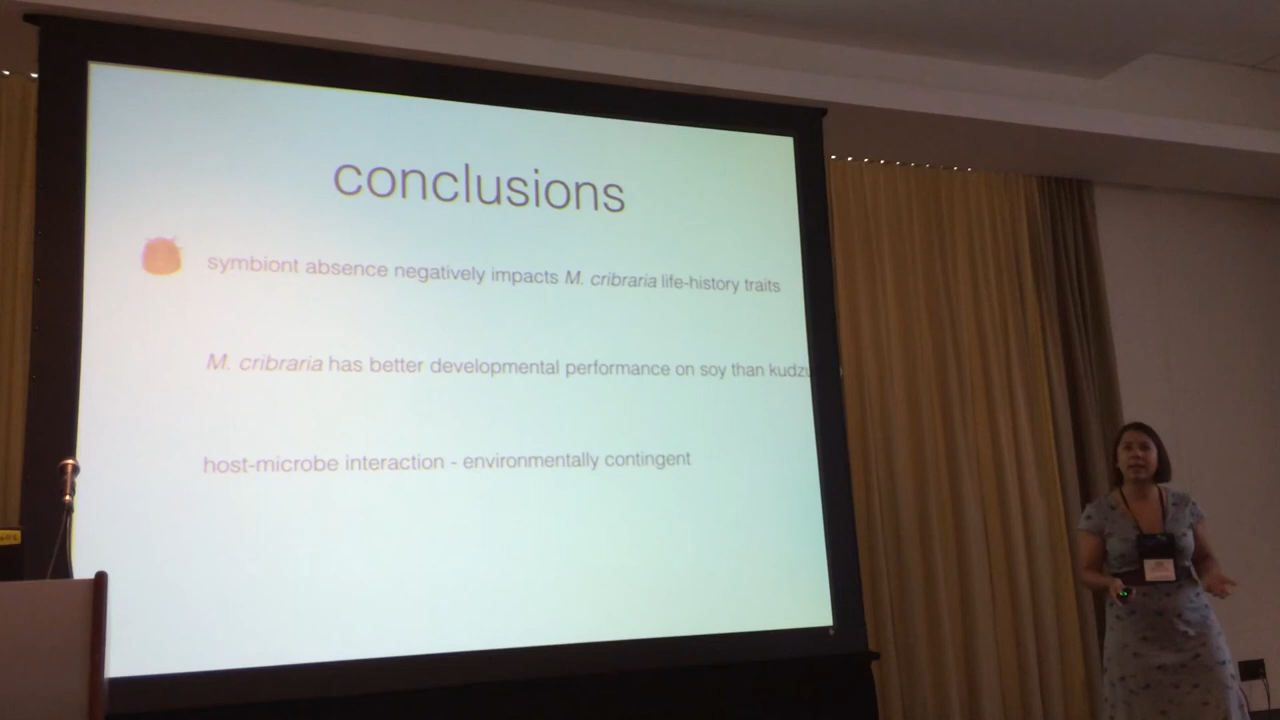 conclusions
symbiont absence negatively impacts M. cribraria life-history traits
M. cribraria has better developmental performance on soy than kudzu
host-microbe interaction - environmentally contingent